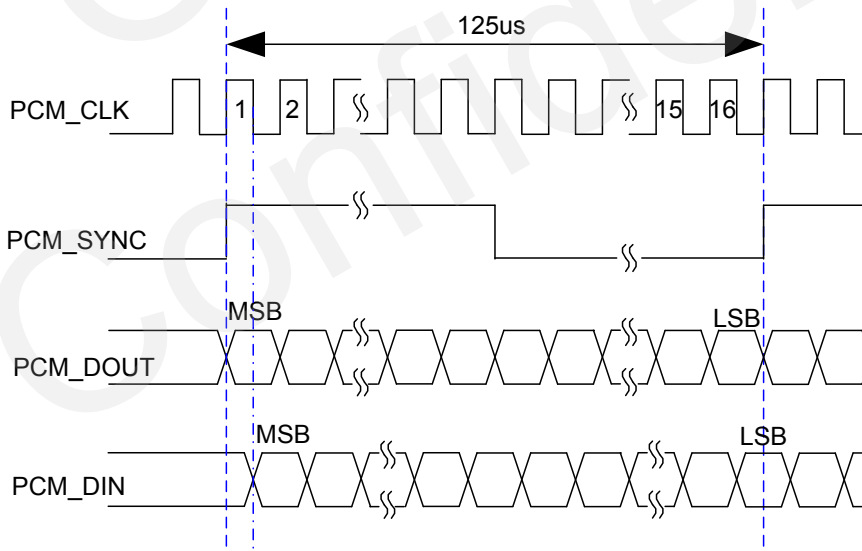 125us
PCM_CLK
1 2 15 16
PCM_SYNC
MSB LSB
PCM_DOUT
MSB LSB
PCM_DIN